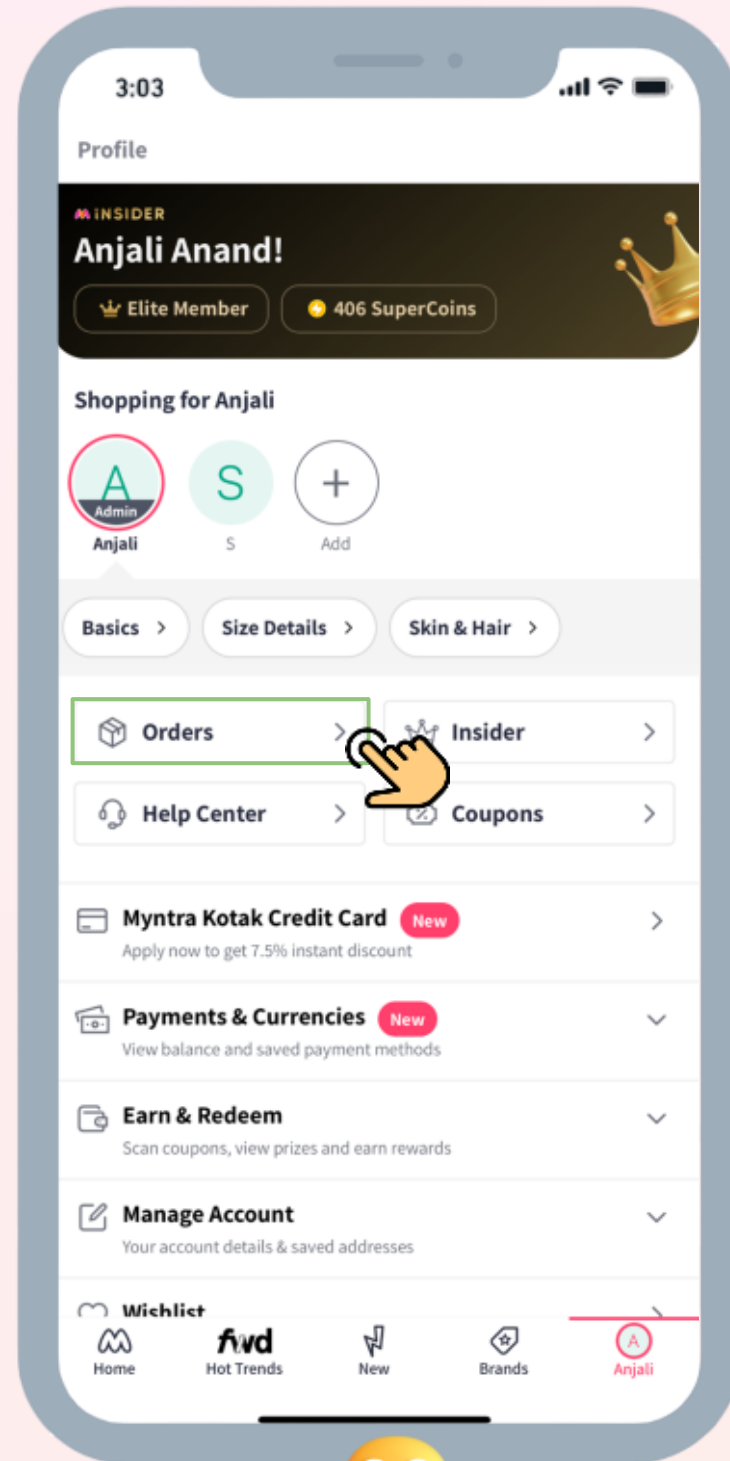 3:03
Profile
INSIDER
Anjali Anand!
Elite Member
406 SuperCoins
Shopping for Anjali
A
S
Admin
Anjali
S
Add
Basics
Size Details
Skin & Hair
Orders
Insider
Help Center
Coupons
Myntra Kotak Credit Card New
Apply now to get 7.5% instant discount
Payments & Currencies New
View balance and saved payment methods
Earn & Redeem
Scan coupons, view prizes and earn rewards
Manage Account
Your account details & saved addresses
Wishlist
fwd
A
Home
Hot Trends
New
Brands
Anjali